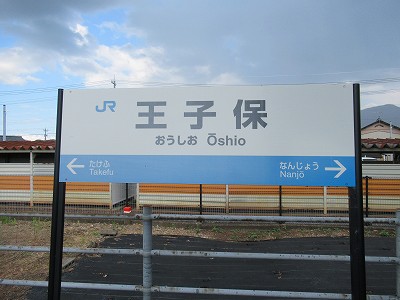 JR 王子保
おうしお Ōshio
たけふ
Takefu
なんじょう
Nanjō